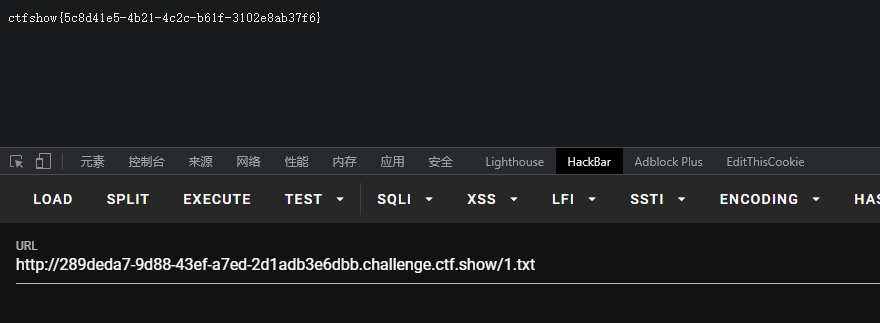 ctfshow{5c8d41e5-4b21-4c2c-b61f-3102e8ab37f6}
元素 控制台 来源 网络 性能 内存 应用 安全 Lighthouse HackBar Adblock Plus EditThisCookie
LOAD SPLIT EXECUTE TEST SQLI XSS LFI SSTI ENCODING HAS
URL
http://289deda7-9d88-43ef-a7ed-2d1adb3e6dbb.challenge.ctf.show/1.txt